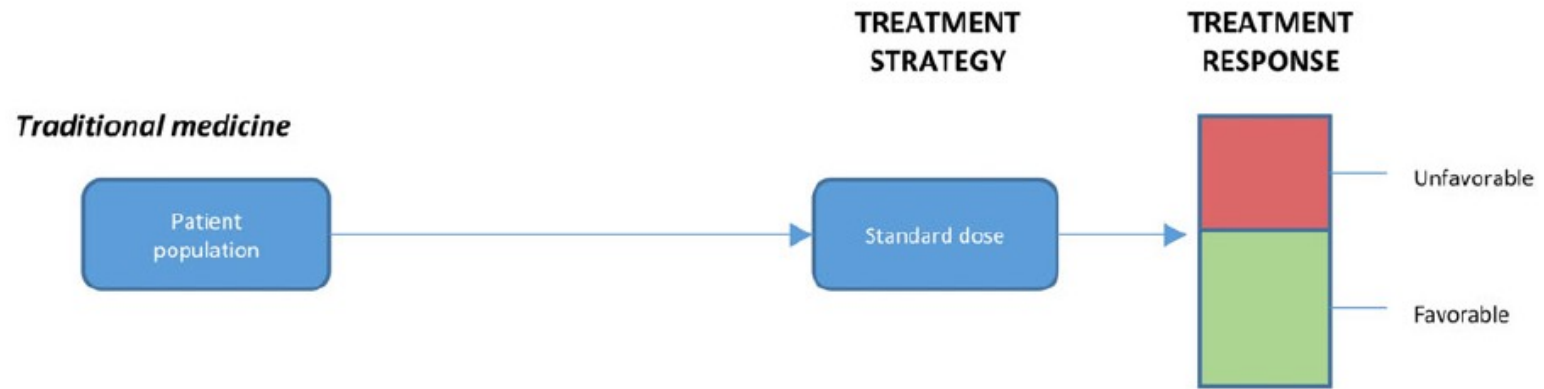 TREATMENT
STRATEGY
TREATMENT
RESPONSE
Traditional medicine
Patient
population
Standard dose
Unfavorable
Favorable